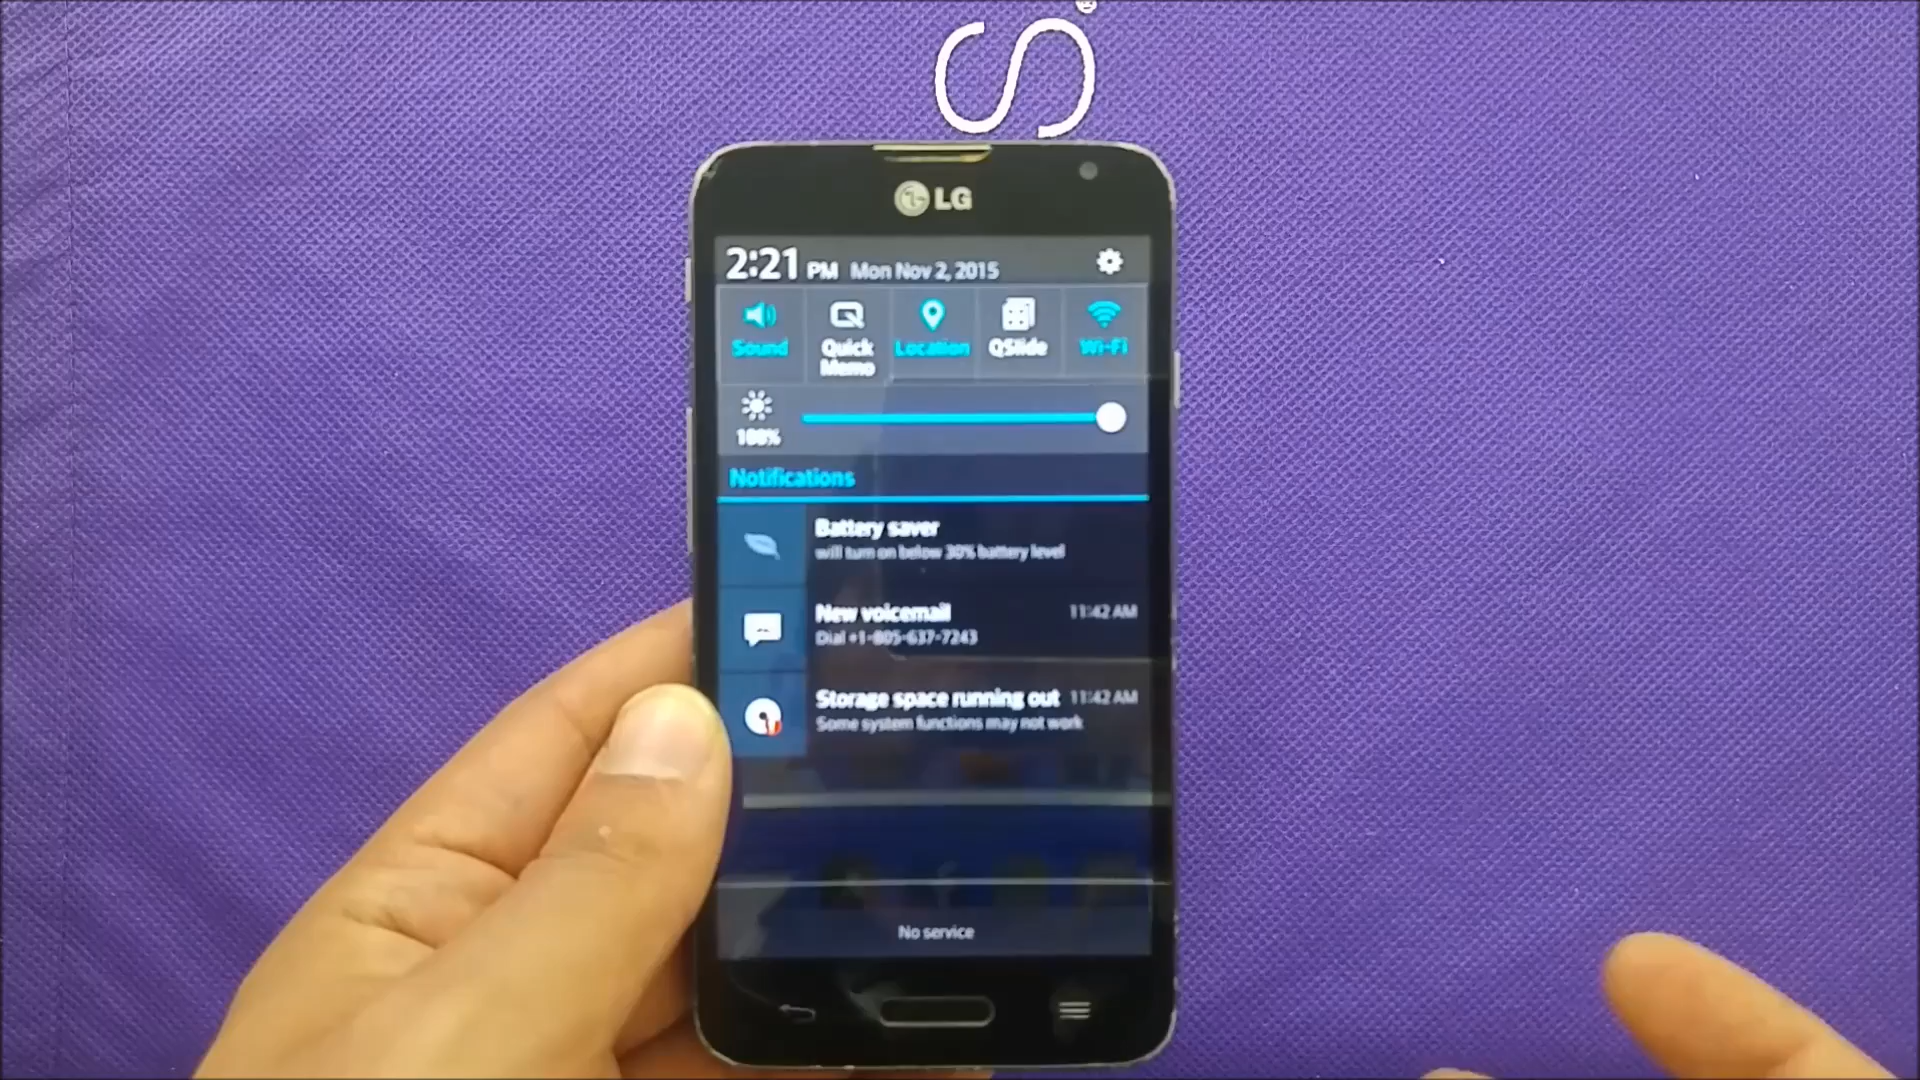 S
LG
2:21 PM Mon Nov 2, 2015
Sound
Quick
Memo
Location
QSlide
Wi-Fi
100%
Notifications
Battery saver
will turn on below 30% battery level
New voicemail 11:42 AM
Dial +1-805-637-7243
Storage space running out 11:42 AM
Some system functions may not work
No service